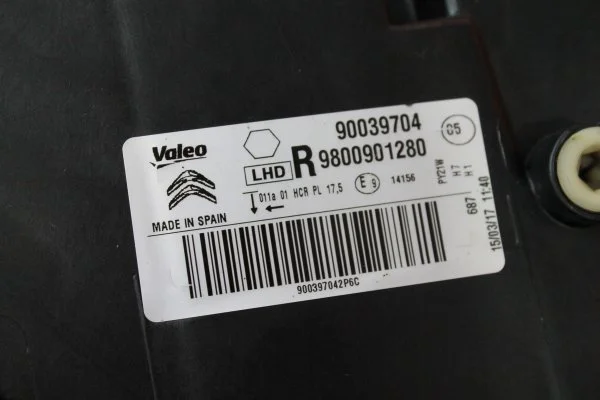 Valeo
90039704
05
LHD
R 9800901280
011a 01 HCR PL 17,5
E9
14156
MADE IN SPAIN
PY21W
H7
H1
687
15/03/17 11:40
900397042P6C